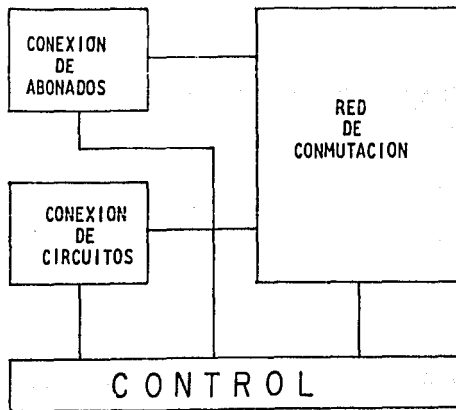 CONEXION
DE
ABONADOS
RED
DE
CONMUTACION
CONEXION
DE
CIRCUITOS
CONTROL